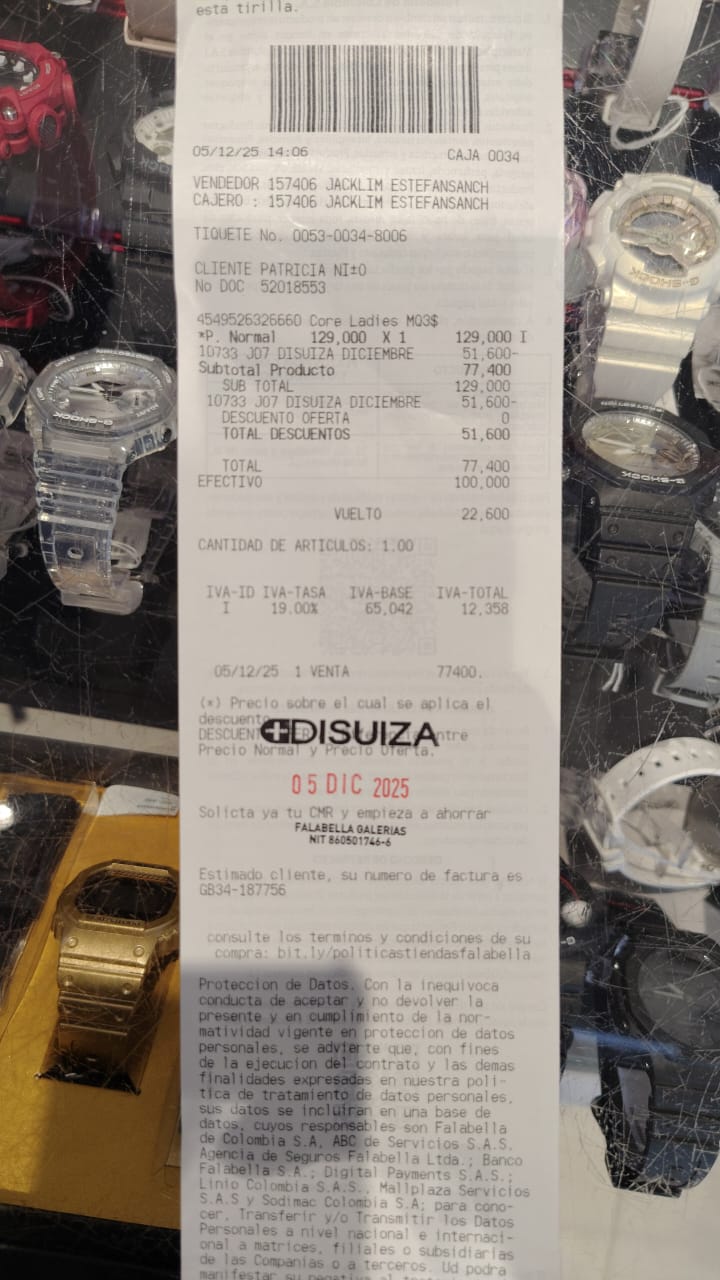 esta tirilla.
05/12/25 14:06 CAJA 0034
VENDEDOR 157406 JACKLIM ESTEFANSANCH
CAJERO : 157406 JACKLIM ESTEFANSANCH
TIQUETE No. 0053-0034-8006
CLIENTE PATRICIA NI±O
No DOC 52018553
4549526326660 Core Ladies MQ3$
*P. Normal 129,000 X 1 129,000 I
10733 J07 DISUIZA DICIEMBRE 51,600-
Subtotal Producto 77,400
SUB TOTAL 129,000
10733 J07 DISUIZA DICIEMBRE 51,600-
DESCUENTO OFERTA 0
TOTAL DESCUENTOS 51,600
TOTAL 77,400
EFECTIVO 100,000
VUELTO 22,600
CANTIDAD DE ARTICULOS: 1.00
IVA-ID IVA-TASA IVA-BASE IVA-TOTAL
I 19.00% 65,042 12,358
05/12/25 1 VENTA 77400.
(*) Precio sobre el cual se aplica el
descuento
DISUIZA
entre
Precio Normal y Precio Oferta.
05 DIC 2025
Solicta ya tu CMR y empieza a ahorrar
FALABELLA GALERIAS
NIT 860501746-6
Estimado cliente, su numero de factura es
GB34-187756
consulte los terminos y condiciones de su
compra: bit.ly/politicastiendasfalabella
Proteccion de Datos. Con la inequivoca
conducta de aceptar y no devolver la
presente y en cumplimiento de la nor-
matividad vigente en proteccion de datos
personales, se advierte que, con fines
de la ejecucion del contrato y las demas
finalidades expresadas en nuestra poli-
tica de tratamiento de datos personales,
sus datos se incluiran en una base de
datos, cuyos responsables son Falabella
de Colombia S.A, ABC de Servicios S.A.S,
Agencia de Seguros Falabella Ltda.; Banco
Falabella S.A.; Digital Payments S.A.S.;
Linio Colombia S.A.S., Mallplaza Servicios
S.A.S y Sodimac Colombia S.A; para cono-
cer, Transferir y/o Transmitir los Datos
Personales a nivel nacional e internaci-
onal a matrices, filiales o subsidiarias
de las Companias o a terceros. Ud podra
manifestar su negativa al
G-SHOCK
G-SHOCK
G-SHOCK